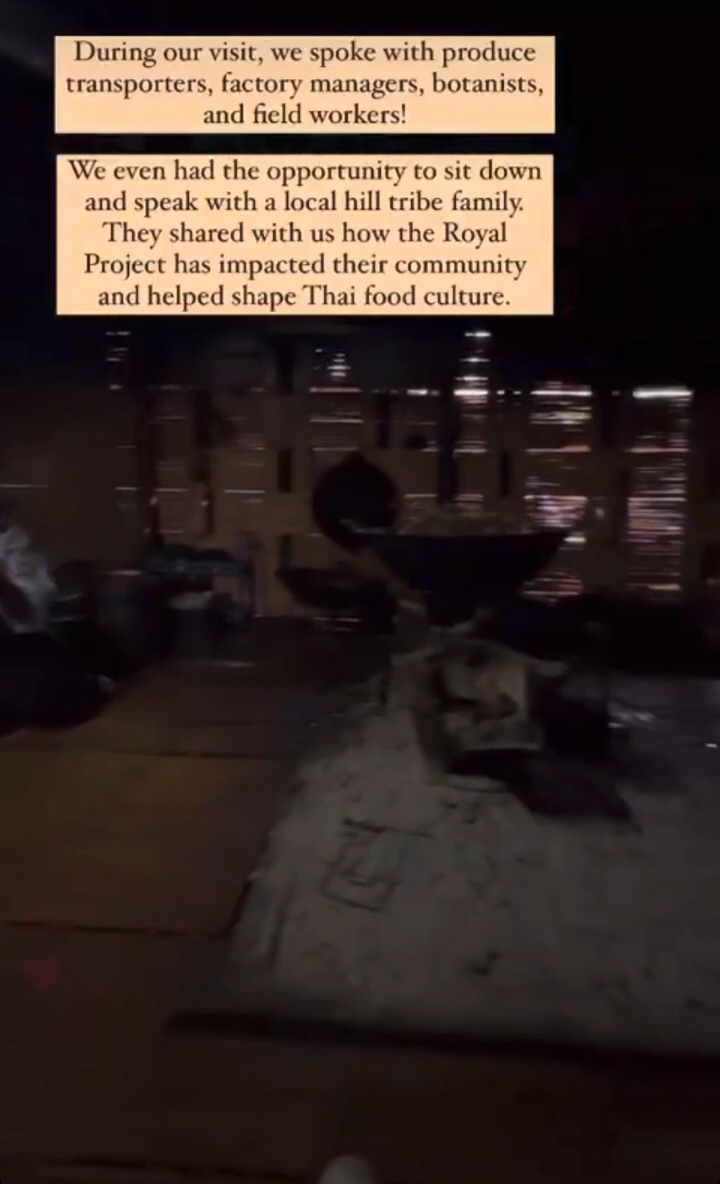 During our visit, we spoke with produce
transporters, factory managers, botanists,
and field workers!
We even had the opportunity to sit down
and speak with a local hill tribe family.
They shared with us how the Royal
Project has impacted their community
and helped shape Thai food culture.